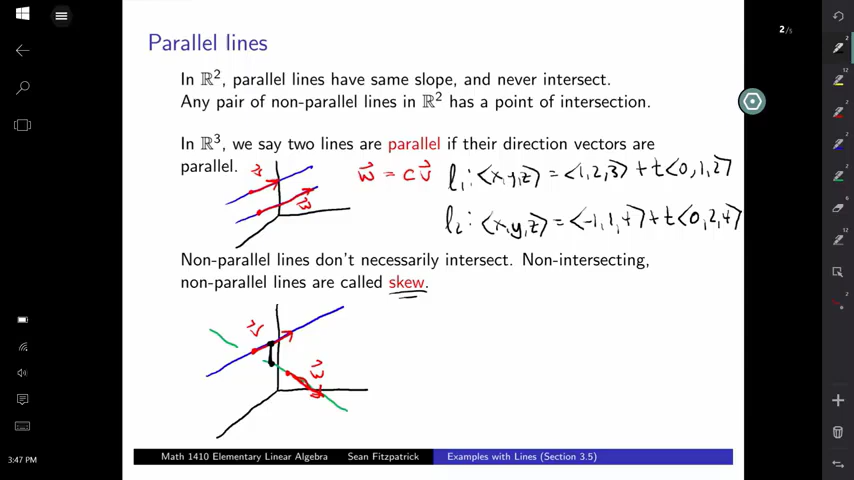 2/5
Parallel lines
In ℝ², parallel lines have same slope, and never intersect.
Any pair of non-parallel lines in ℝ² has a point of intersection.
In ℝ³, we say two lines are parallel if their direction vectors are
parallel.
w⃗ = c v⃗
l₁: <x,y,z> = <1,2,3> + t<0,1,2>
l₂: <x,y,z> = <-1,1,4> + t<0,2,4>
v⃗
w⃗
Non-parallel lines don't necessarily intersect. Non-intersecting,
non-parallel lines are called skew.
v⃗
w⃗
3:47 PM
Math 1410 Elementary Linear Algebra Sean Fitzpatrick Examples with Lines (Section 3.5)